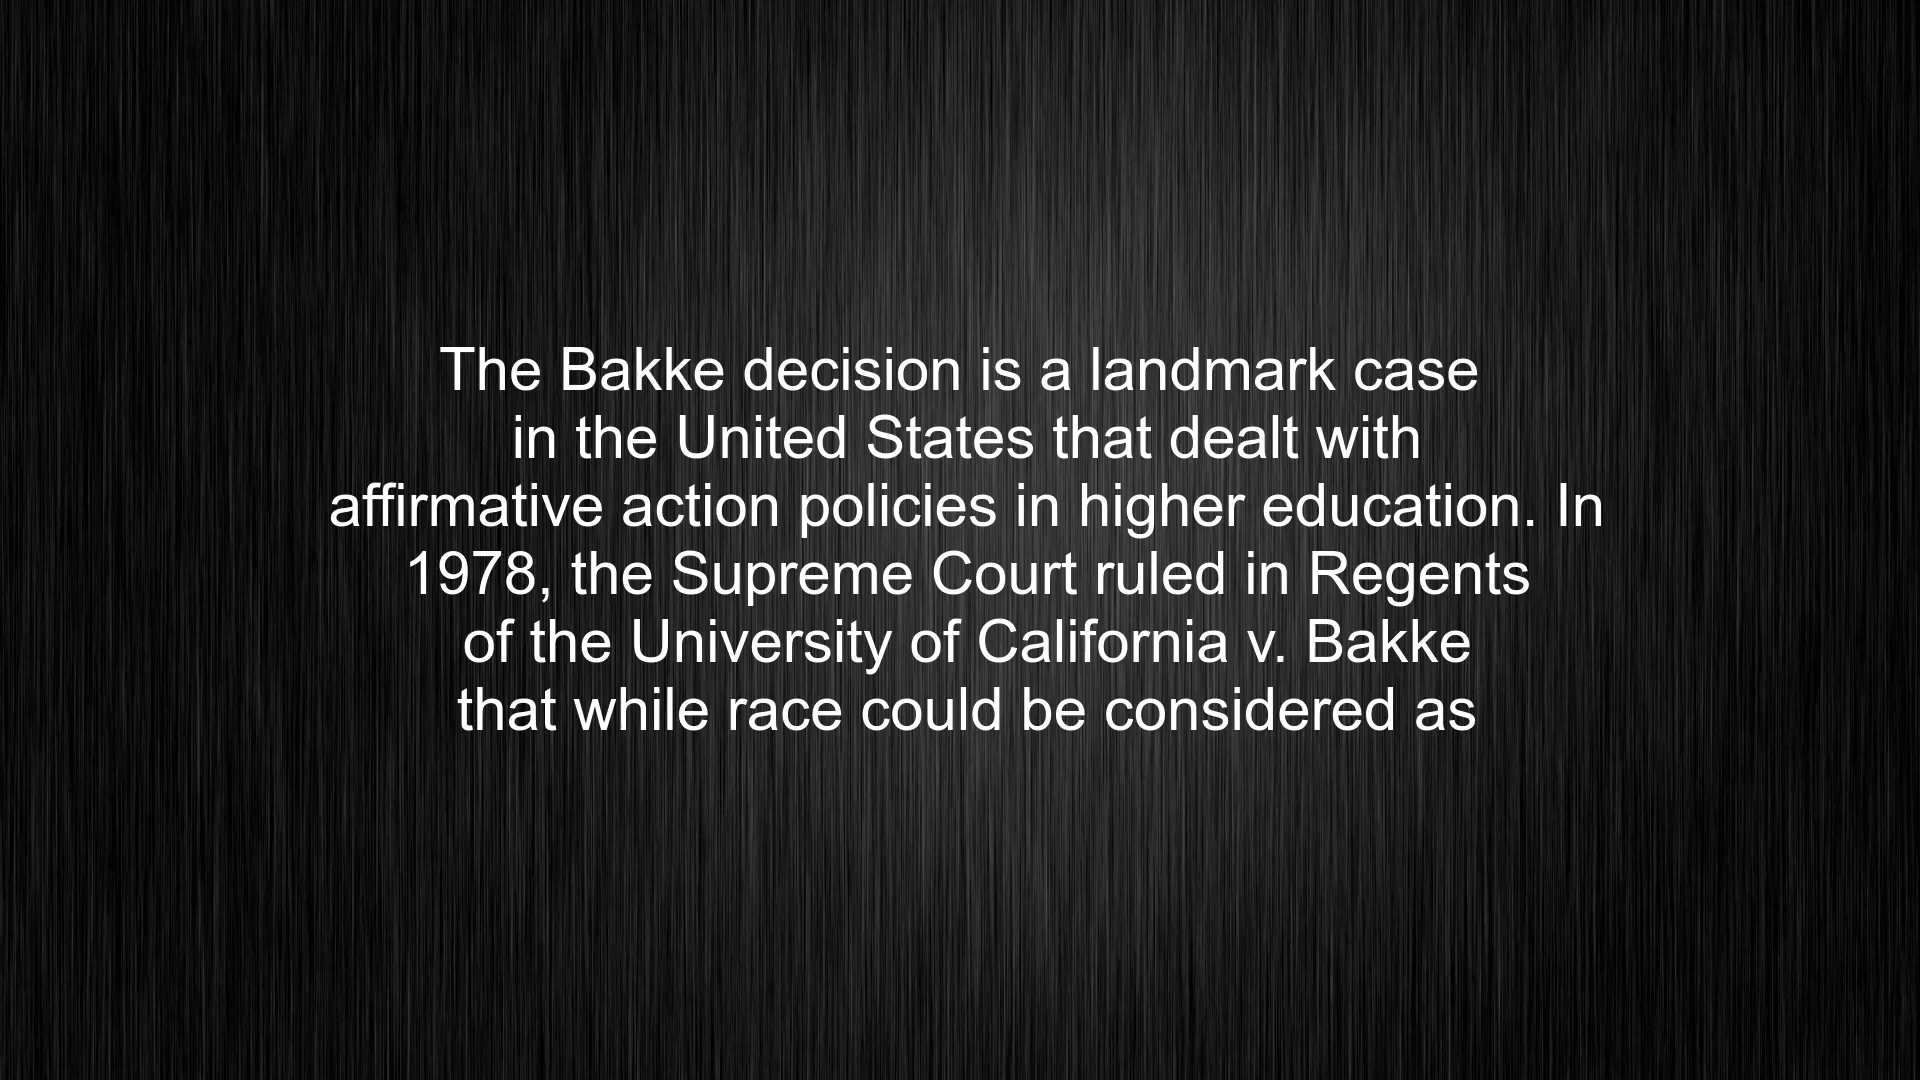 The Bakke decision is a landmark case
in the United States that dealt with
affirmative action policies in higher education. In
1978, the Supreme Court ruled in Regents
of the University of California v. Bakke
that while race could be considered as